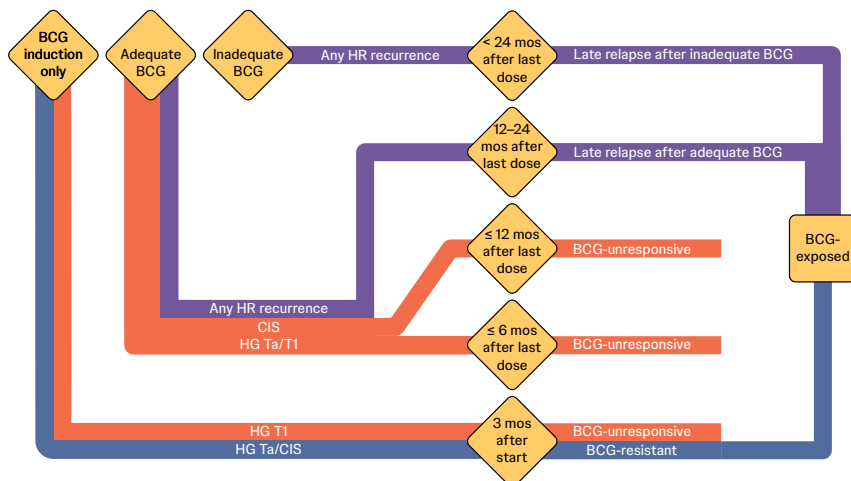 BCG
induction
only
Adequate
BCG
Inadequate
BCG
Any HR recurrence
< 24 mos
after last
dose
Late relapse after inadequate BCG
12–24
mos after
last dose
Late relapse after adequate BCG
≤ 12 mos
after last
dose
BCG-unresponsive
BCG-
exposed
Any HR recurrence
CIS
HG Ta/T1
≤ 6 mos
after last
dose
BCG-unresponsive
HG T1
3 mos
after
start
BCG-unresponsive
HG Ta/CIS
BCG-resistant